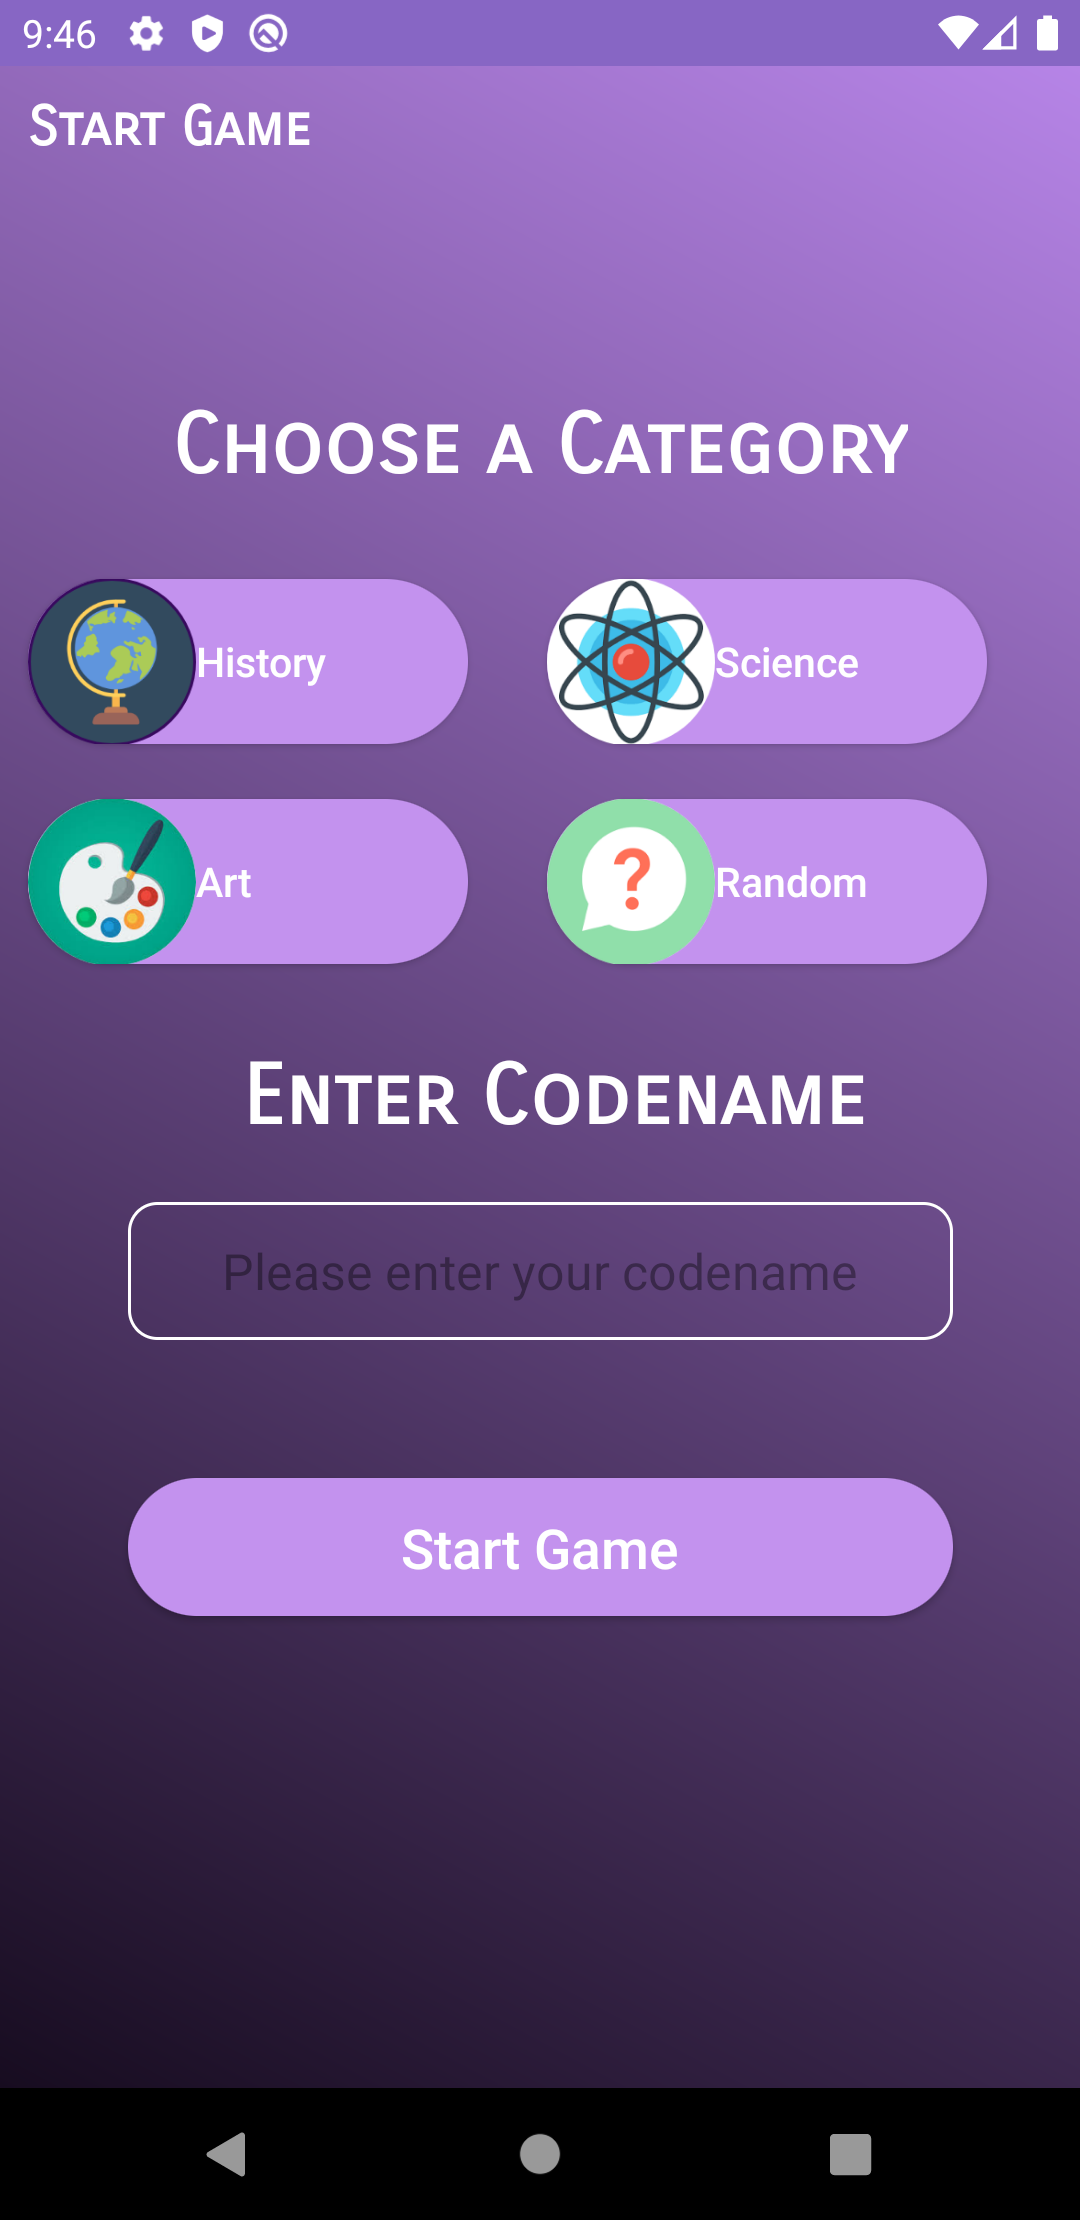 9:46
Start Game
Choose a Category
History
Science
Art
Random
?
Enter Codename
Please enter your codename
Start Game